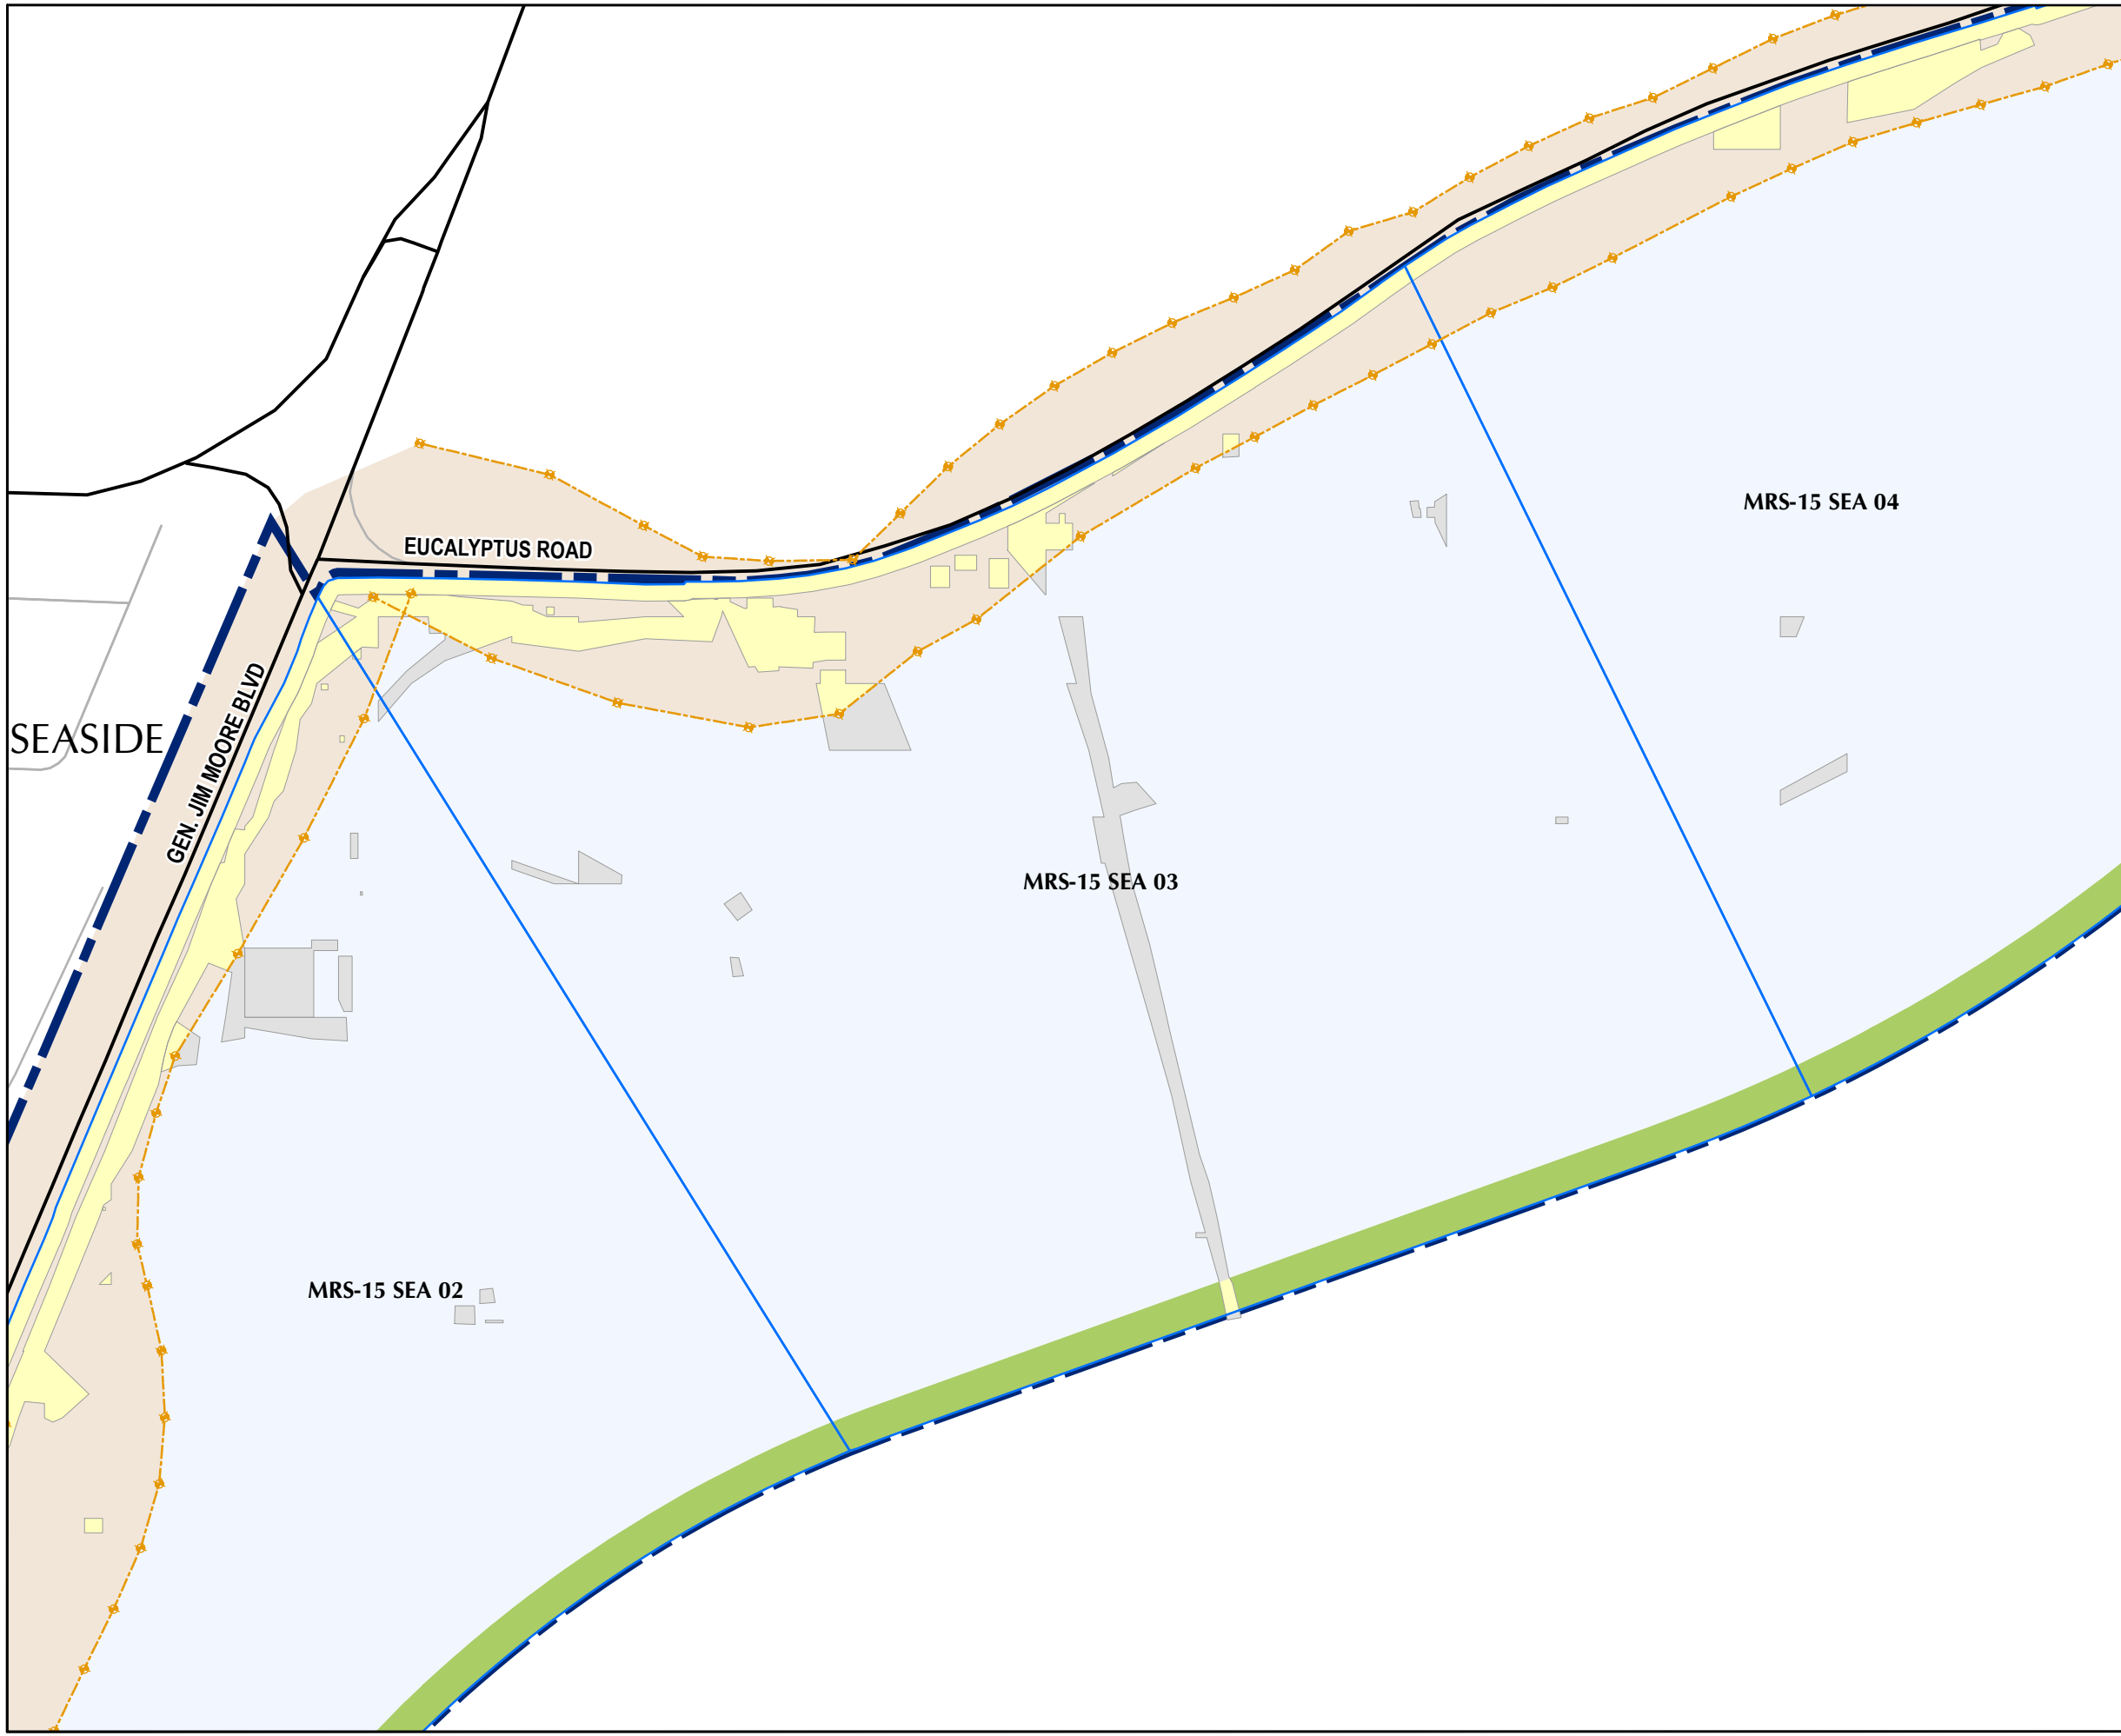 MRS-15 SEA 04
EUCALYPTUS ROAD
SEASIDE
GEN. JIM MOORE BLVD
MRS-15 SEA 03
MRS-15 SEA 02